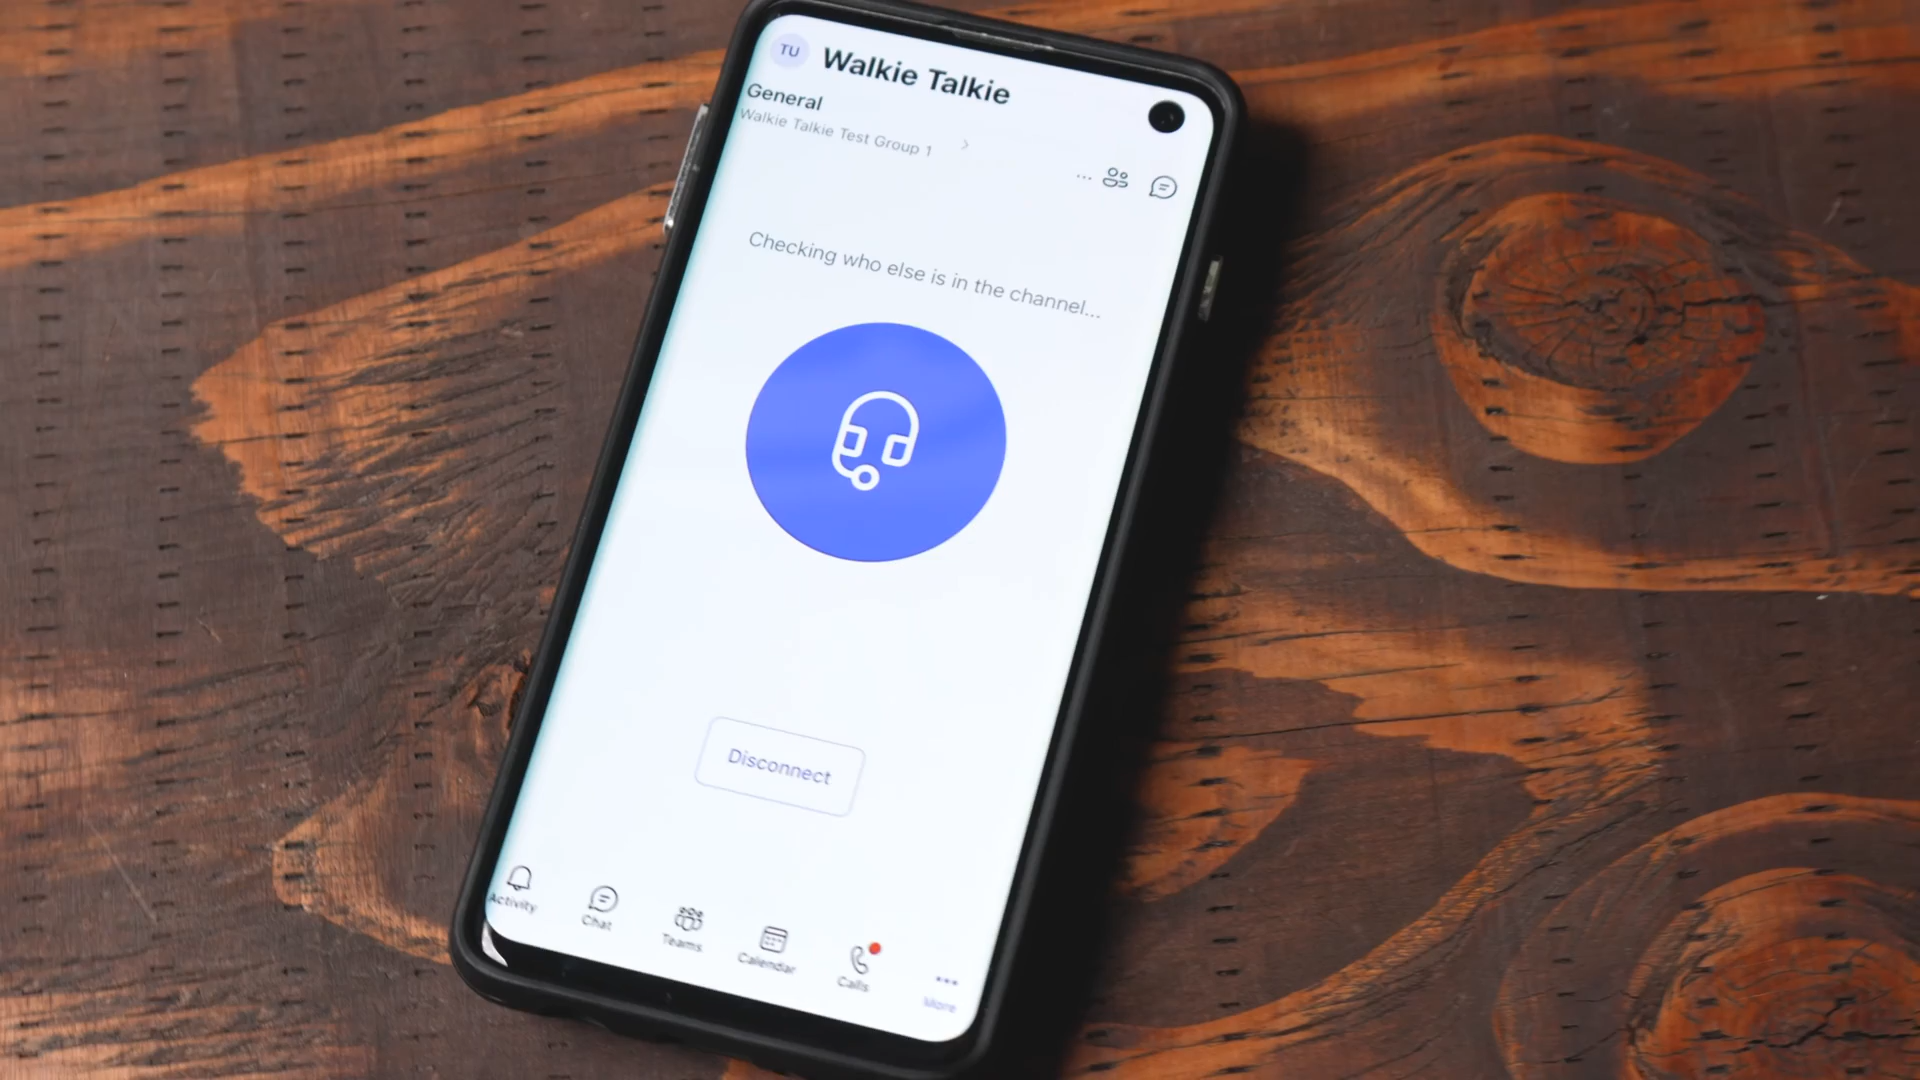 TU
Walkie Talkie
General
Walkie Talkie Test Group 1
Checking who else is in the channel...
Disconnect
Activity
Chat
Teams
Calendar
Calls
More